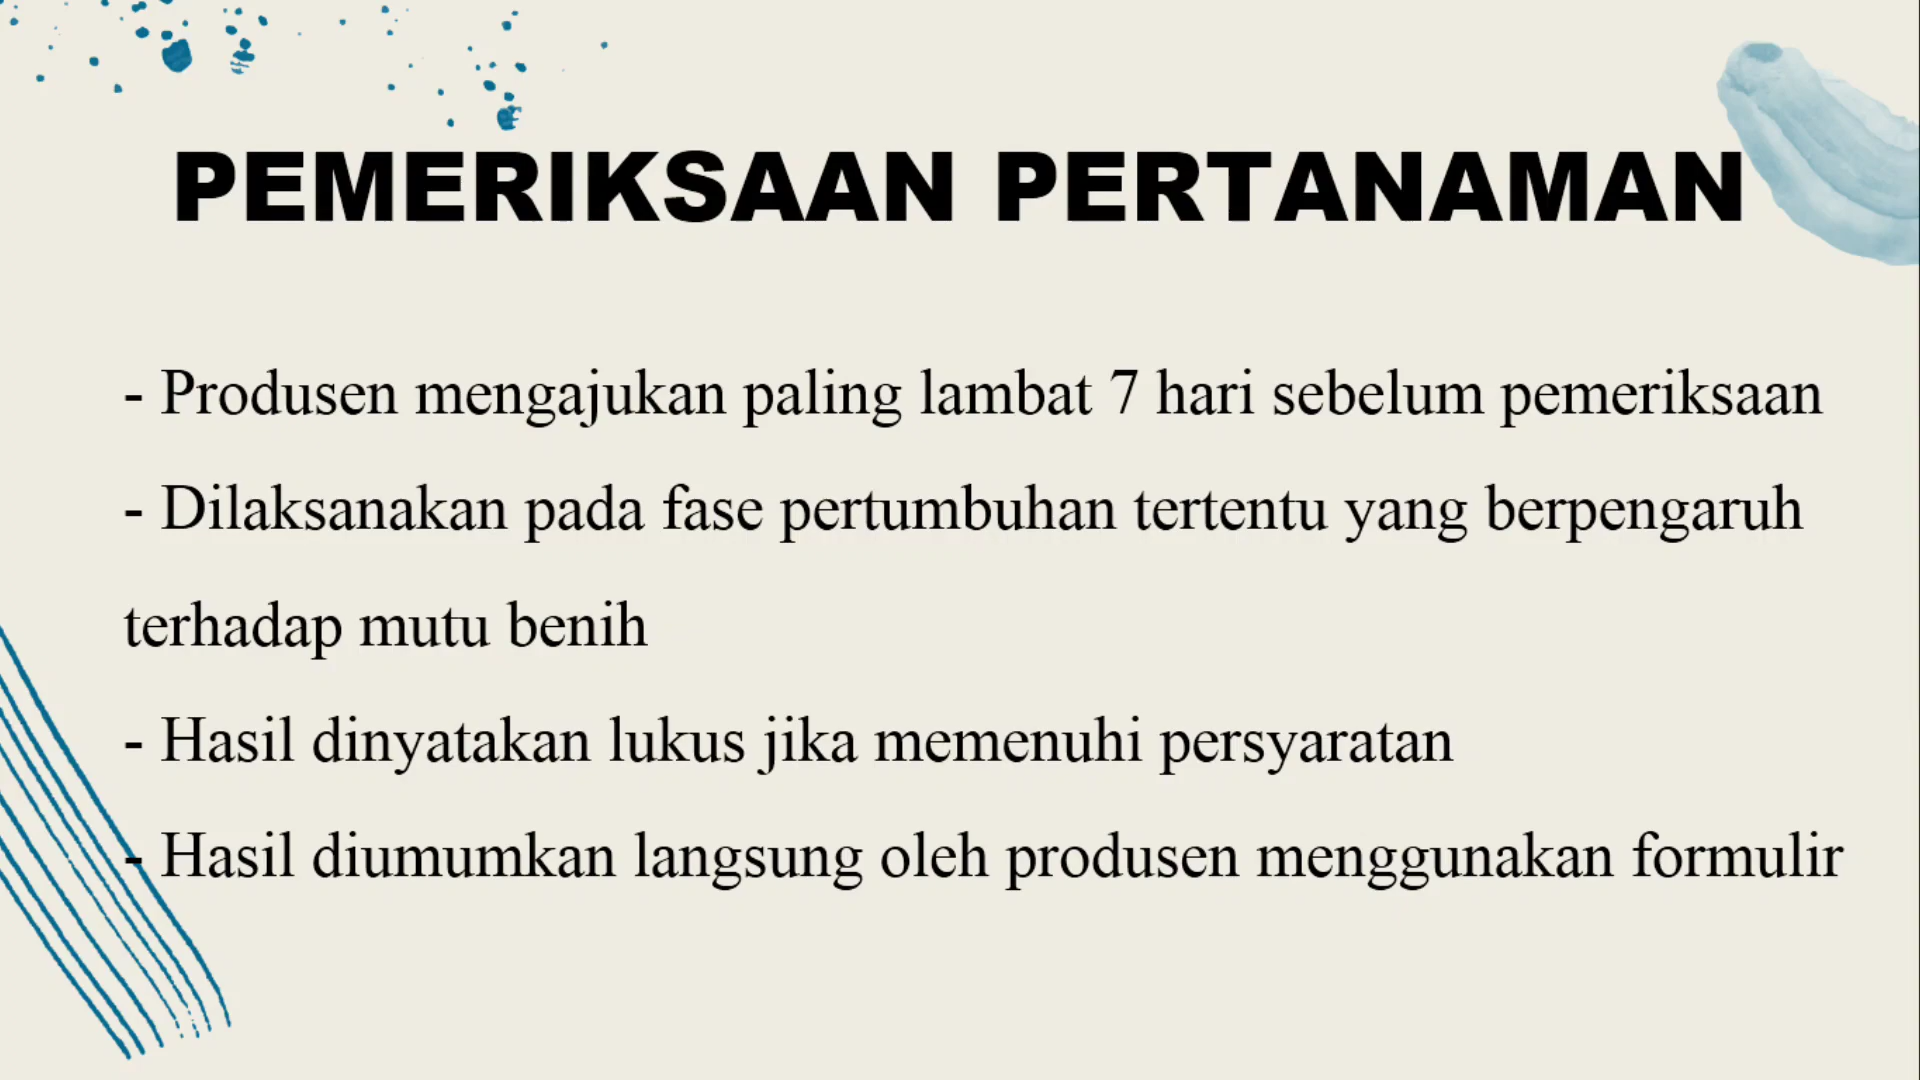 PEMERIKSAAN PERTANAMAN
- Produsen mengajukan paling lambat 7 hari sebelum pemeriksaan
- Dilaksanakan pada fase pertumbuhan tertentu yang berpengaruh
terhadap mutu benih
- Hasil dinyatakan lukus jika memenuhi persyaratan
- Hasil diumumkan langsung oleh produsen menggunakan formulir